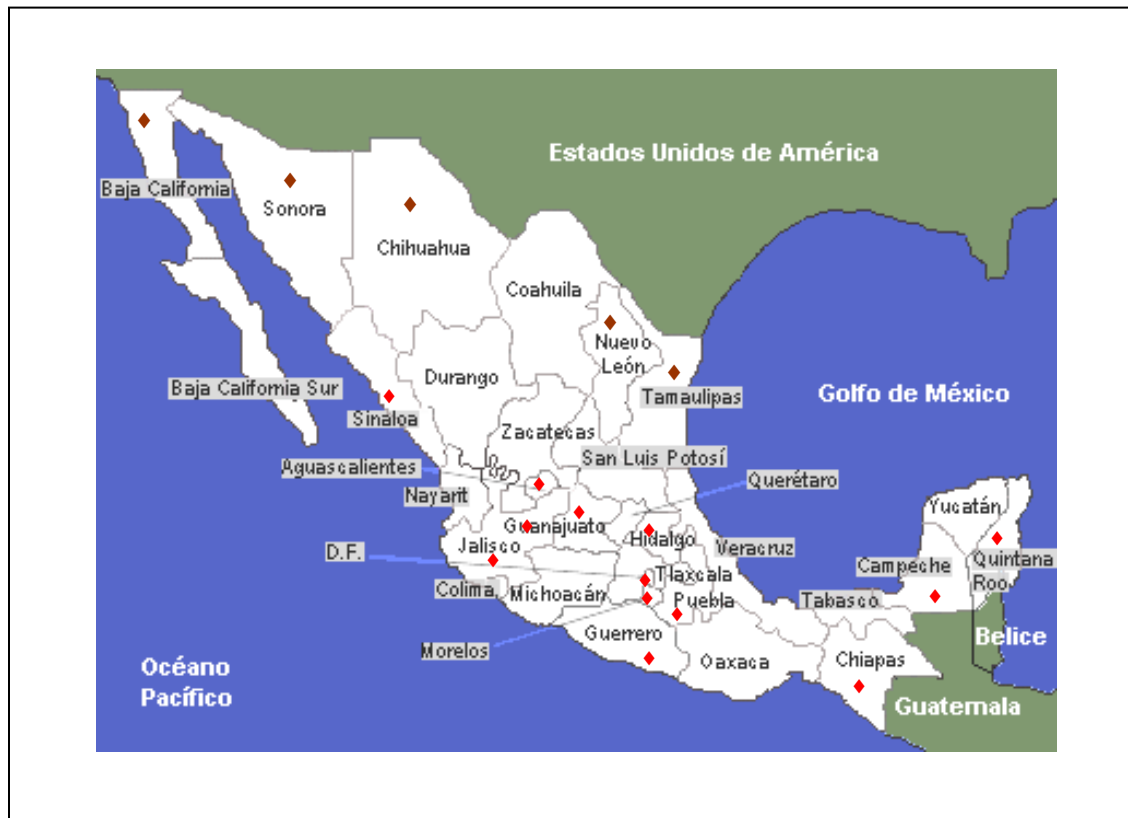 Estados Unidos de América
Baja California
Sonora
Chihuahua
Coahuila
Nuevo
León
Durango
Baja California Sur
Tamaulipas
Golfo de México
Sinaloa
Zacatecas
San Luis Potosí
Aguascalientes
Querétaro
Nayarit
Yucatán
Guanajuato
Hidalgo
Jalisco
D.F.
Veracruz
Quintana
Roo
Campeche
Tlaxcala
Colima
Michoacán
Puebla
Tabasco
Guerrero
Belice
Morelos
Oaxaca
Chiapas
Océano
Pacífico
Guatemala